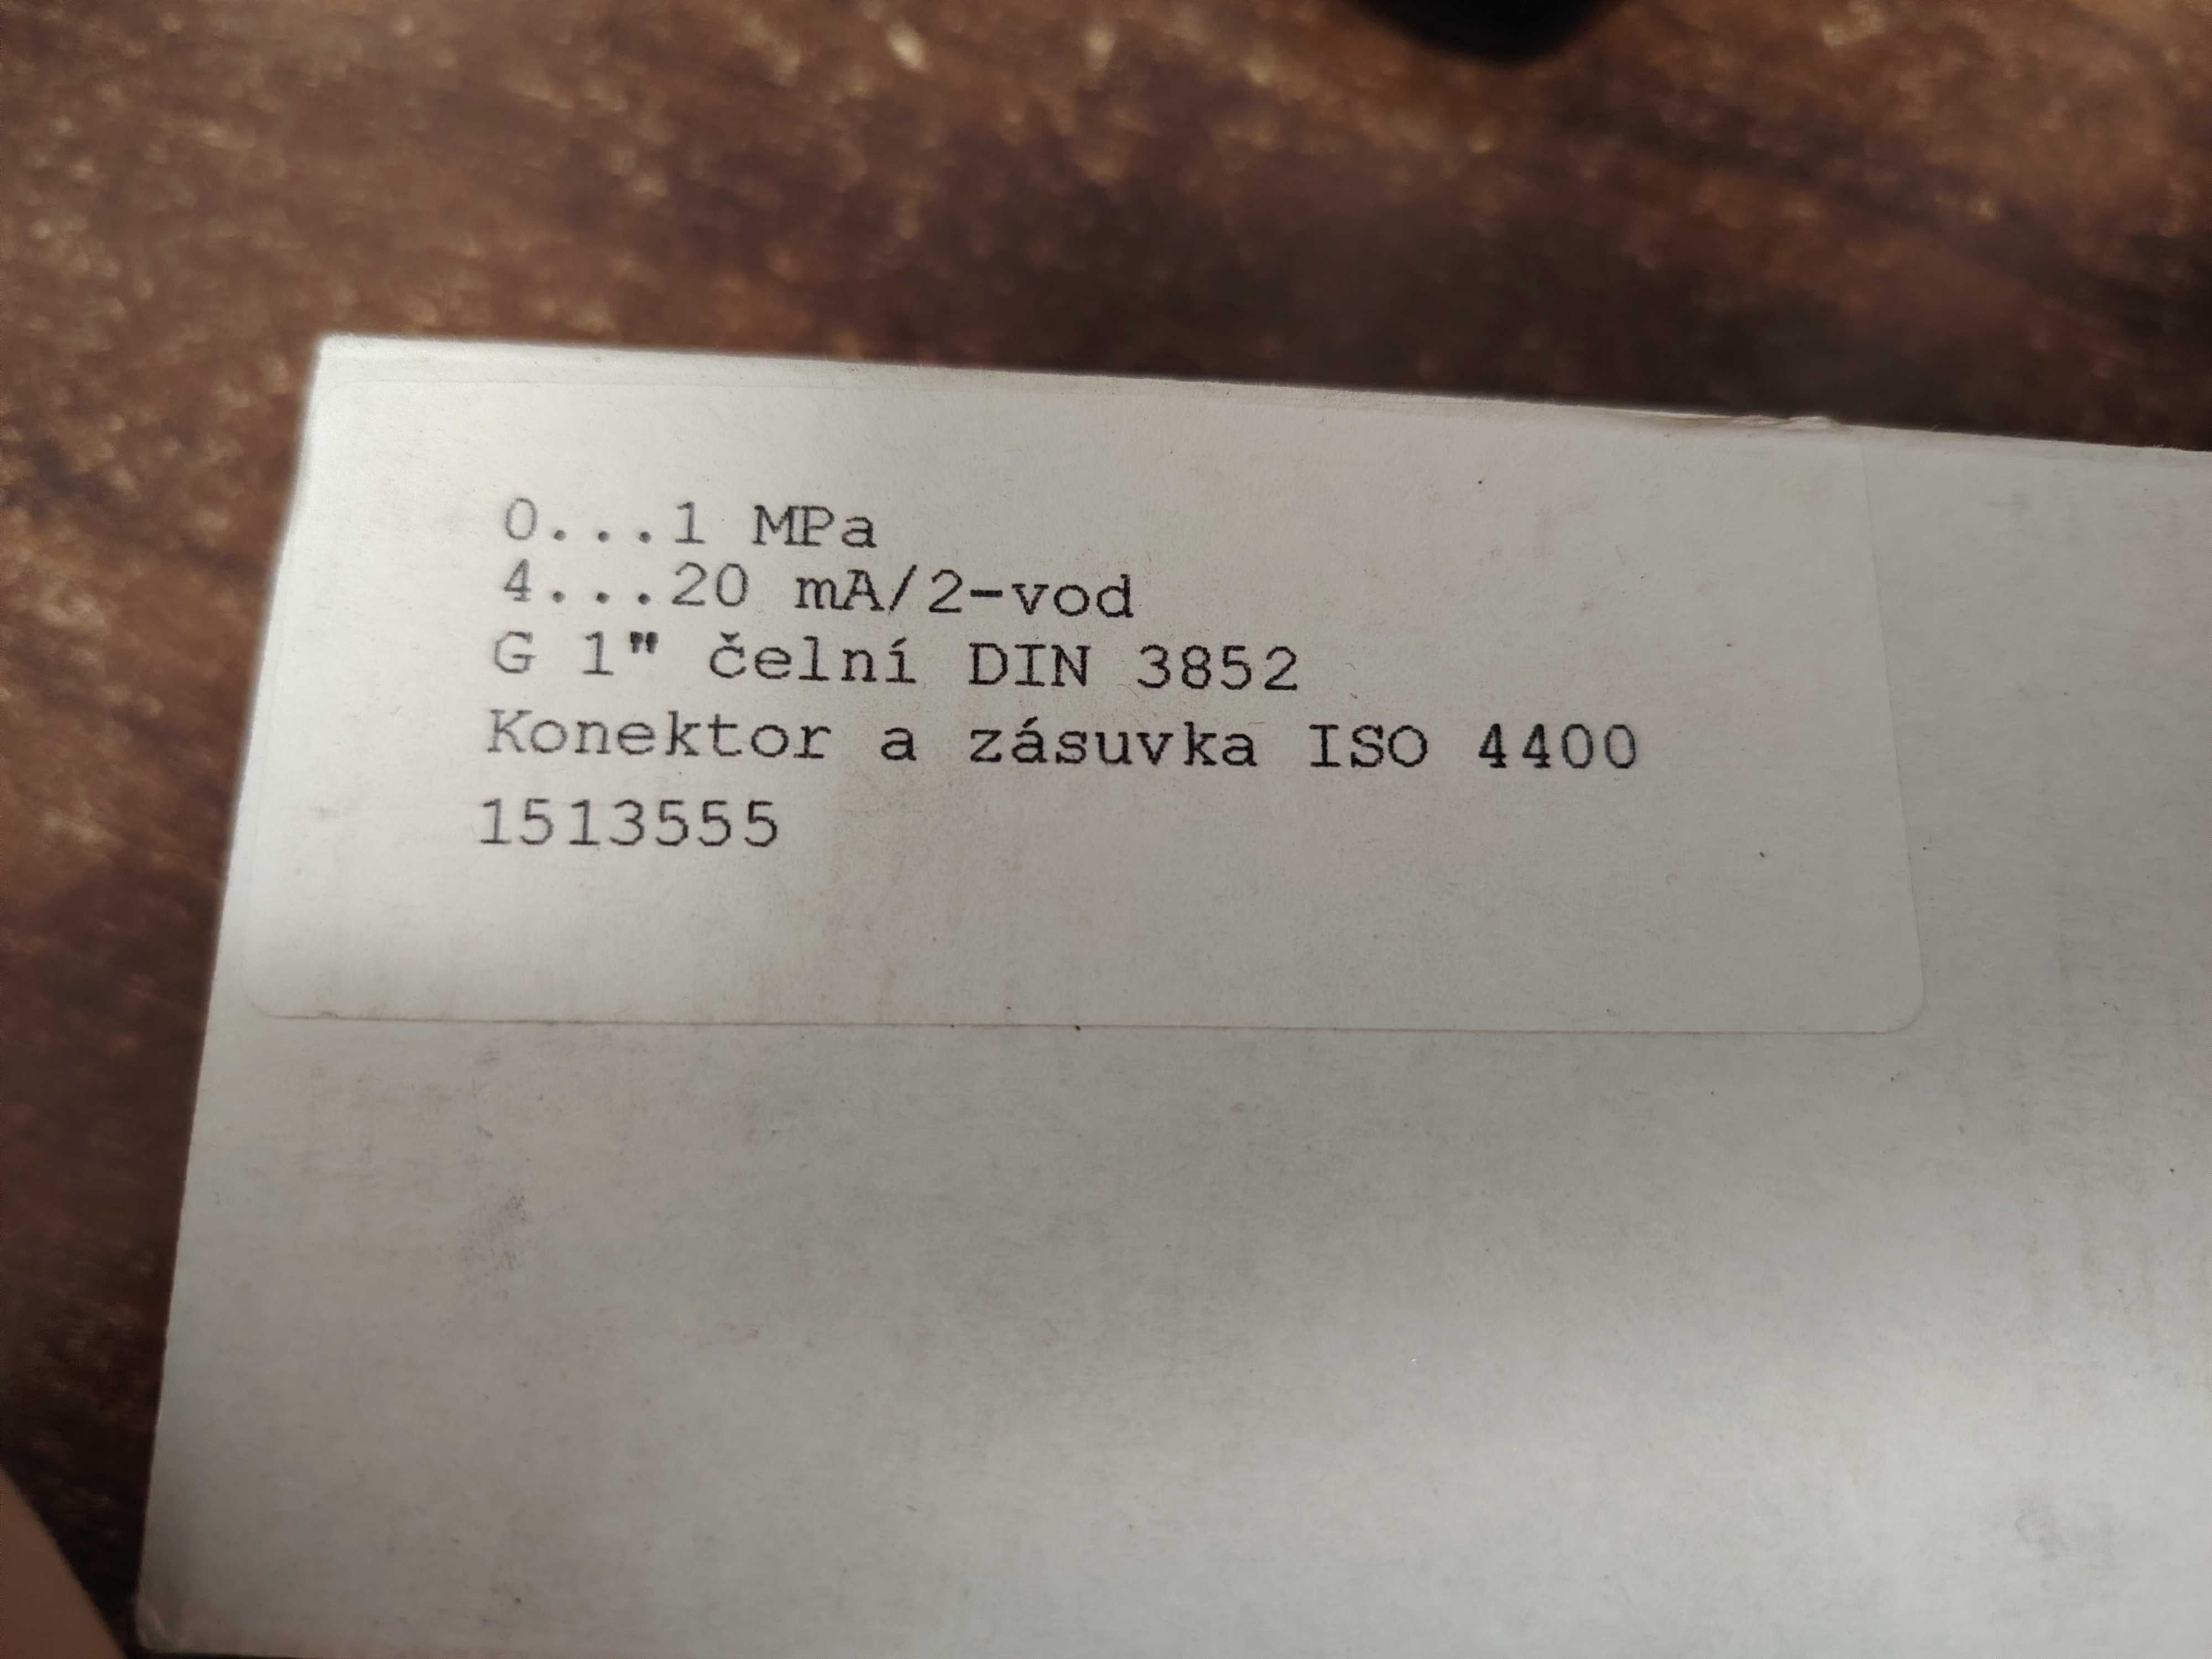 0...1 MPa
4...20 mA/2-vod
G 1" čelní DIN 3852
Konektor a zásuvka ISO 4400
1513555